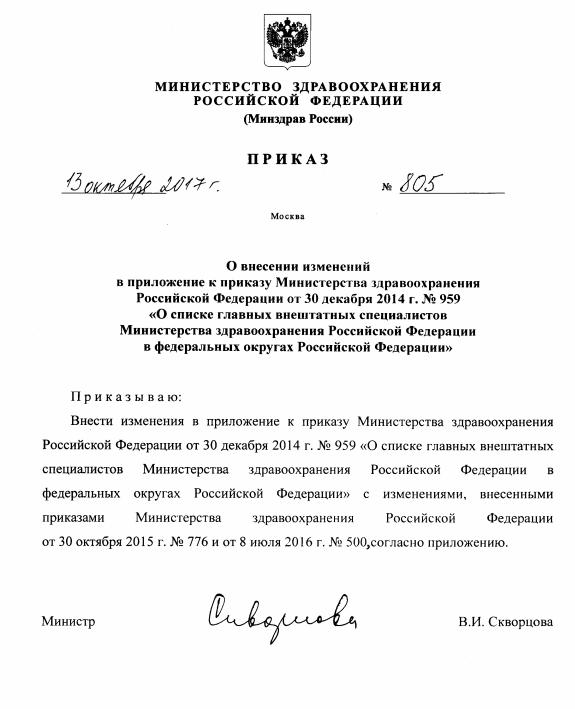 МИНИСТЕРСТВО ЗДРАВООХРАНЕНИЯ
РОССИЙСКОЙ ФЕДЕРАЦИИ
(Минздрав России)
ПРИКАЗ
13 октября 2017 г. № 805
Москва
О внесении изменений
в приложение к приказу Министерства здравоохранения
Российской Федерации от 30 декабря 2014 г. № 959
«О списке главных внештатных специалистов
Министерства здравоохранения Российской Федерации
в федеральных округах Российской Федерации»
Приказываю:
Внести изменения в приложение к приказу Министерства здравоохранения
Российской Федерации от 30 декабря 2014 г. № 959 «О списке главных внештатных
специалистов Министерства здравоохранения Российской Федерации в
федеральных округах Российской Федерации» с изменениями, внесенными
приказами Министерства здравоохранения Российской Федерации
от 30 октября 2015 г. № 776 и от 8 июля 2016 г. № 500,согласно приложению.
Министр Скворцова В.И. Скворцова